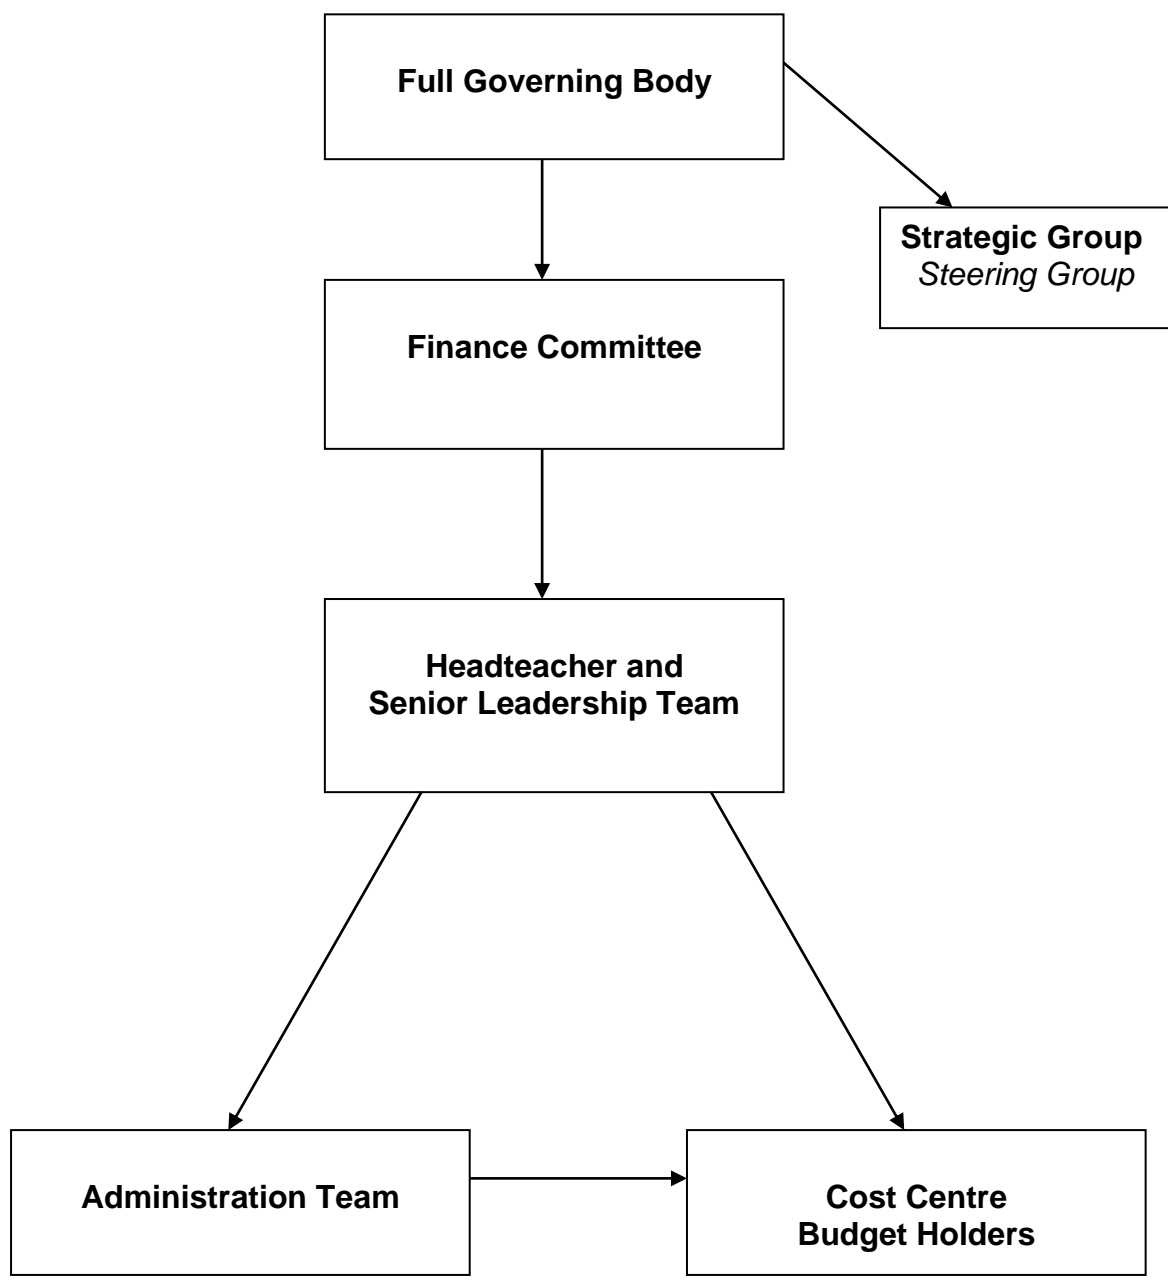 Full Governing Body
Strategic Group
Steering Group
Finance Committee
Headteacher and
Senior Leadership Team
Administration Team
Cost Centre
Budget Holders